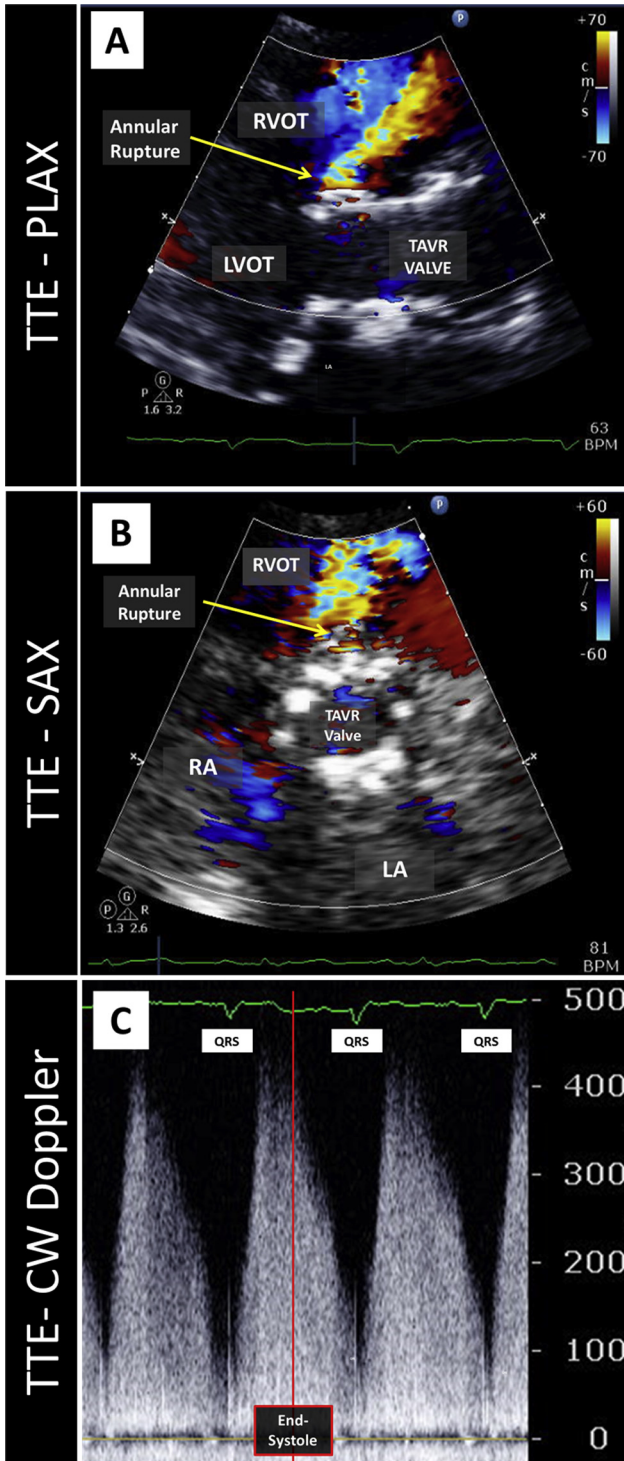 TTE - PLAX
A
P
RVOT
Annular
Rupture
LVOT
TAVR
VALVE
LA
+70
c
m
/
s
-70
G
P R
1.6 3.2
63
BPM
TTE - SAX
B
P
RVOT
Annular
Rupture
TAVR
Valve
RA
LA
+60
c
m
/
s
-60
G
P R
1.3 2.6
81
BPM
TTE- CW Doppler
C
QRS
QRS
QRS
500
400
300
200
100
0
End-
Systole